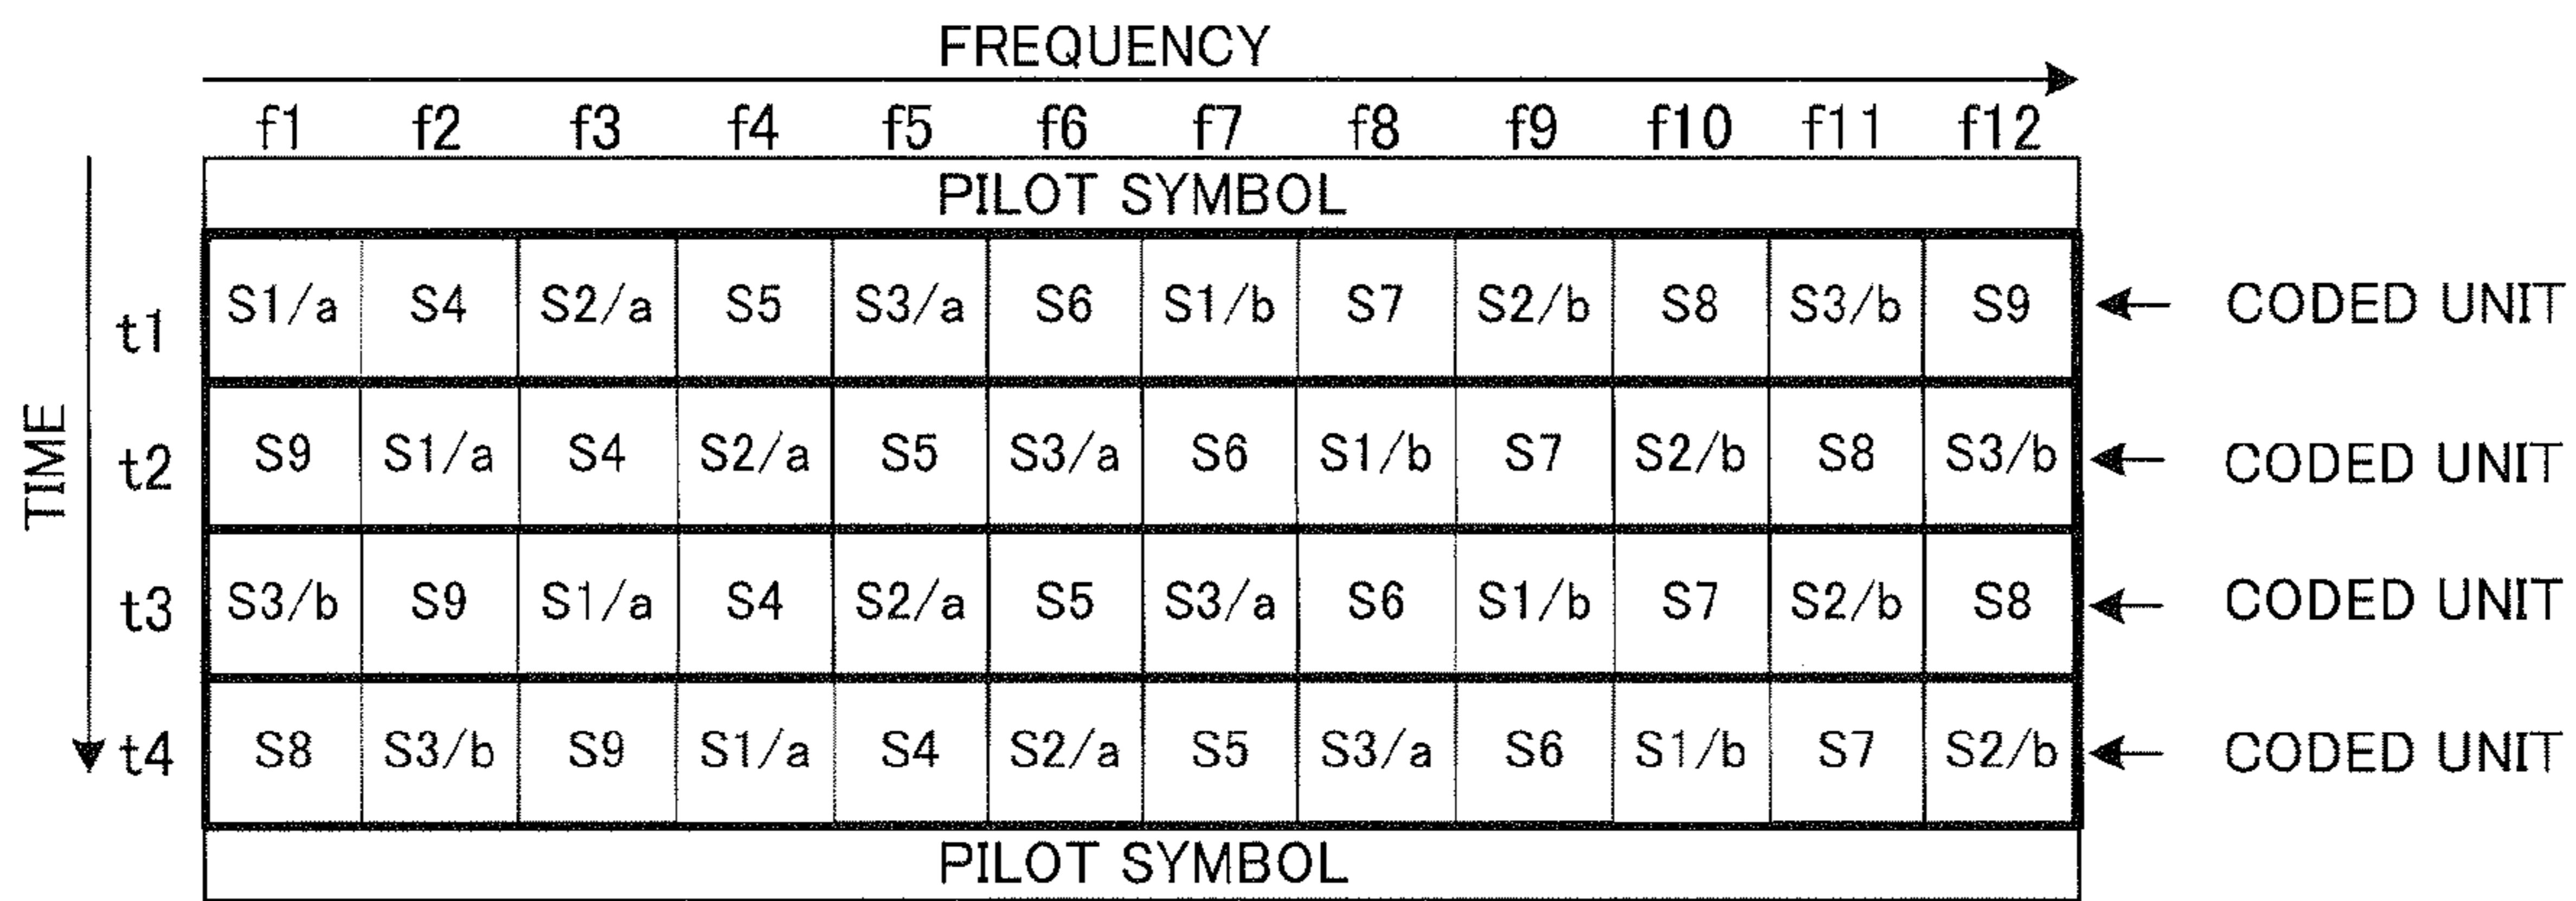 FREQUENCY
f1 f2 f3 f4 f5 f6 f7 f8 f9 f10 f11 f12
PILOT SYMBOL
TIME
t1 S1/a S4 S2/a S5 S3/a S6 S1/b S7 S2/b S8 S3/b S9 CODED UNIT
t2 S9 S1/a S4 S2/a S5 S3/a S6 S1/b S7 S2/b S8 S3/b CODED UNIT
t3 S3/b S9 S1/a S4 S2/a S5 S3/a S6 S1/b S7 S2/b S8 CODED UNIT
t4 S8 S3/b S9 S1/a S4 S2/a S5 S3/a S6 S1/b S7 S2/b CODED UNIT
PILOT SYMBOL